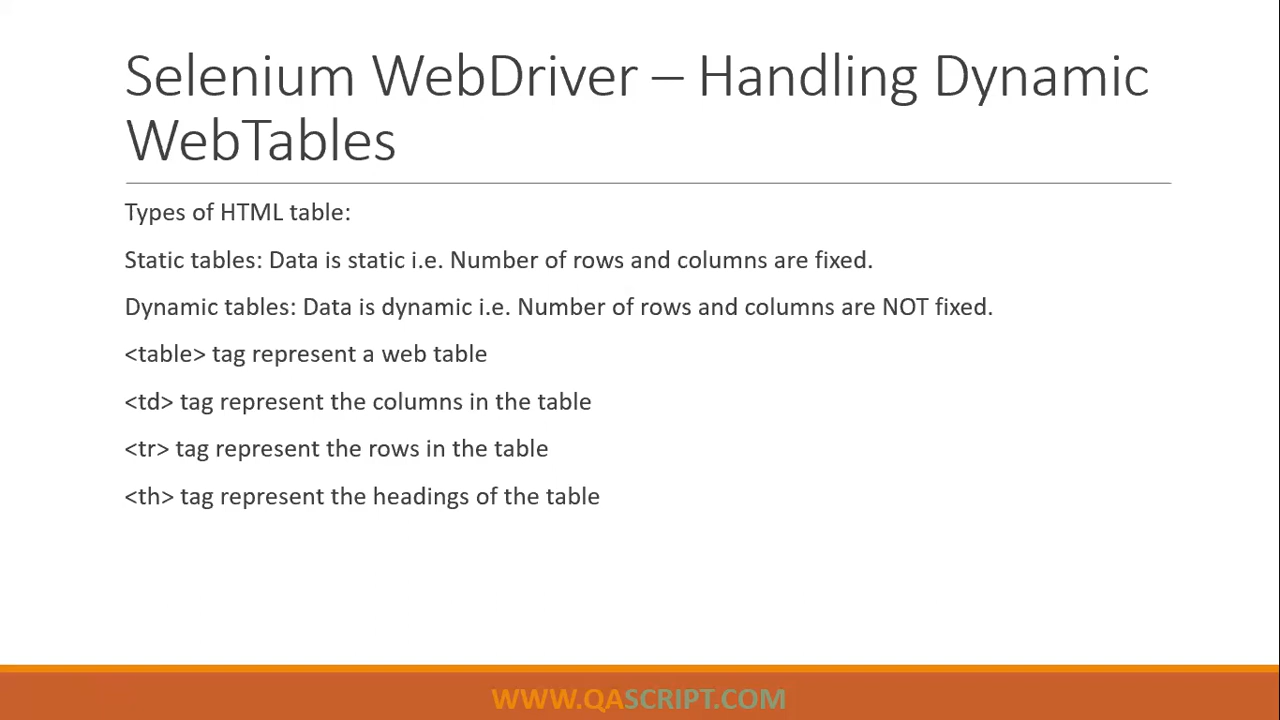 Selenium WebDriver – Handling Dynamic
WebTables
Types of HTML table:
Static tables: Data is static i.e. Number of rows and columns are fixed.
Dynamic tables: Data is dynamic i.e. Number of rows and columns are NOT fixed.
<table> tag represent a web table
<td> tag represent the columns in the table
<tr> tag represent the rows in the table
<th> tag represent the headings of the table
WWW.QASCRIPT.COM